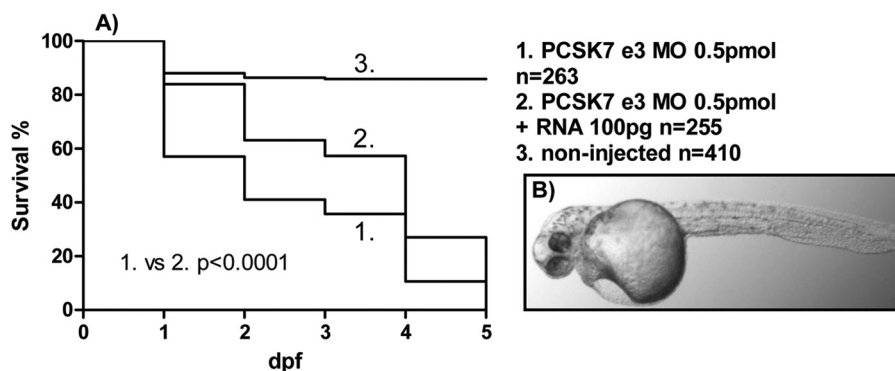 A)
100
80
60
40
20
0
Survival %
3.
2.
1.
1. vs 2. p<0.0001
0 1 2 3 4 5
dpf
1. PCSK7 e3 MO 0.5pmol
n=263
2. PCSK7 e3 MO 0.5pmol
+ RNA 100pg n=255
3. non-injected n=410
B)